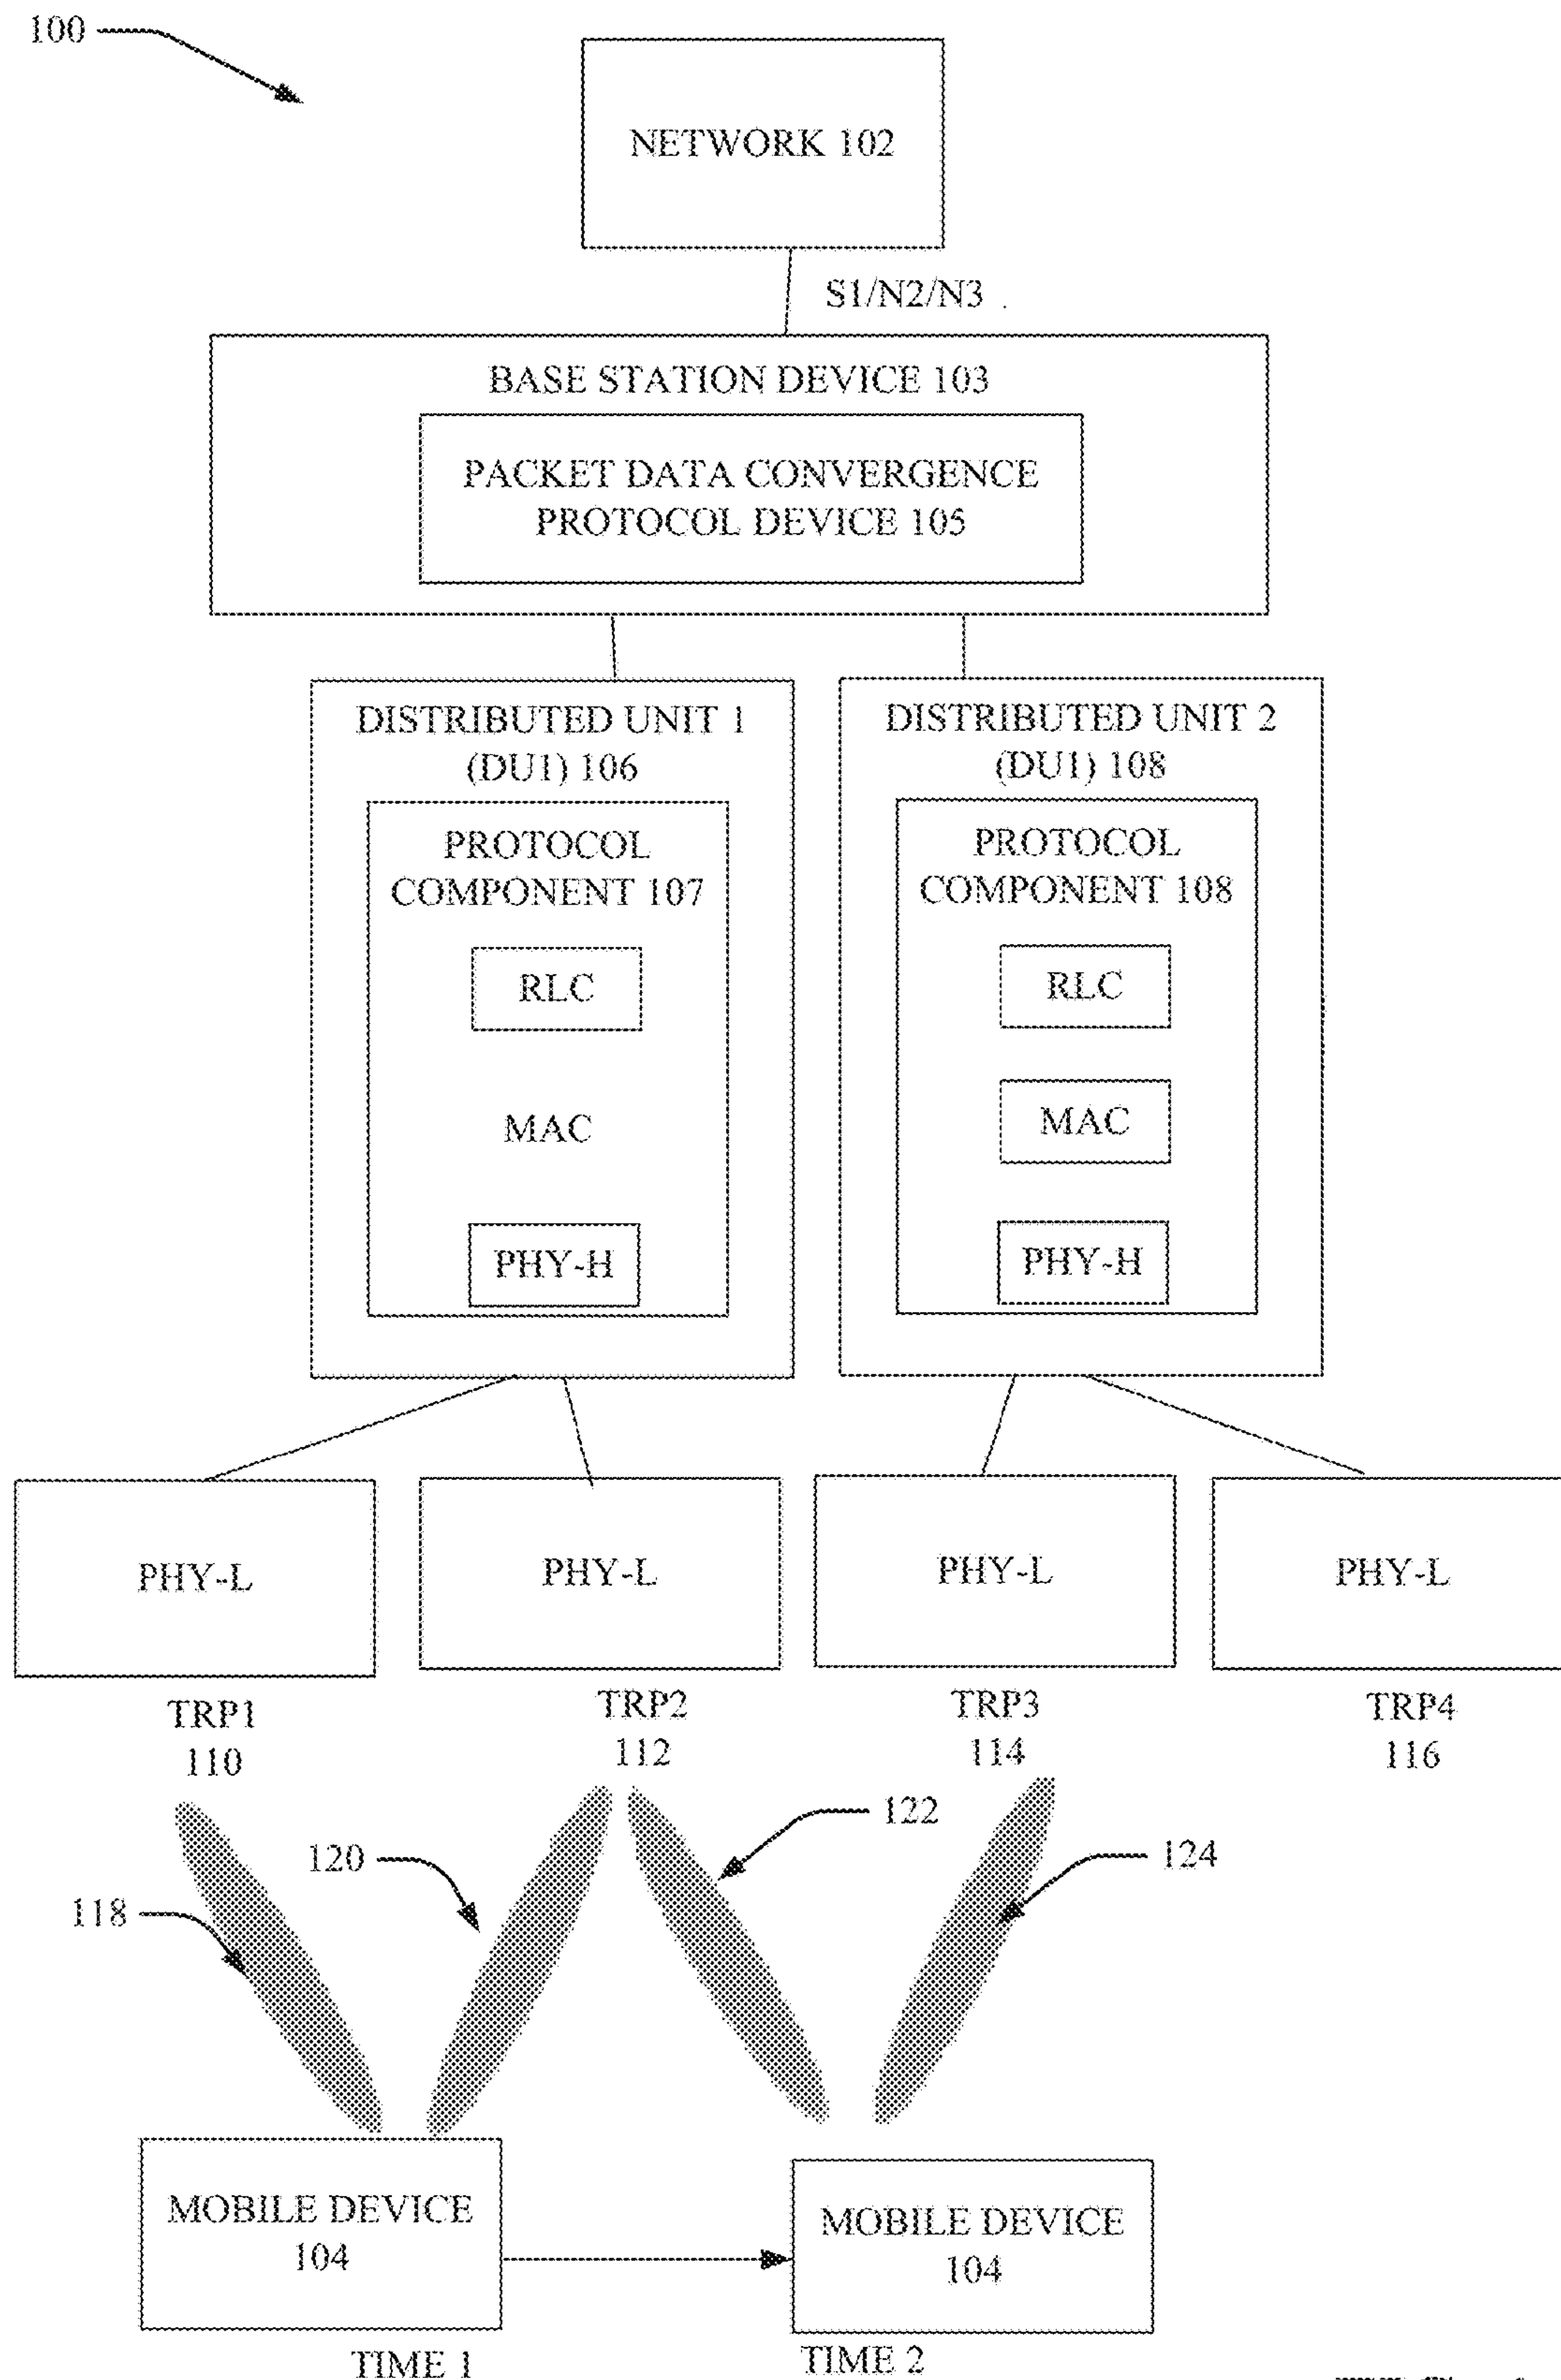 100
NETWORK 102
S1/N2/N3
BASE STATION DEVICE 103
PACKET DATA CONVERGENCE
PROTOCOL DEVICE 105
DISTRIBUTED UNIT 1
(DU1) 106
PROTOCOL
COMPONENT 107
RLC
MAC
PHY-H
DISTRIBUTED UNIT 2
(DU1) 108
PROTOCOL
COMPONENT 108
RLC
MAC
PHY-H
PHY-L
PHY-L
PHY-L
PHY-L
TRP1
110
TRP2
112
TRP3
114
TRP4
116
118
120
122
124
MOBILE DEVICE
104
TIME 1
MOBILE DEVICE
104
TIME 2